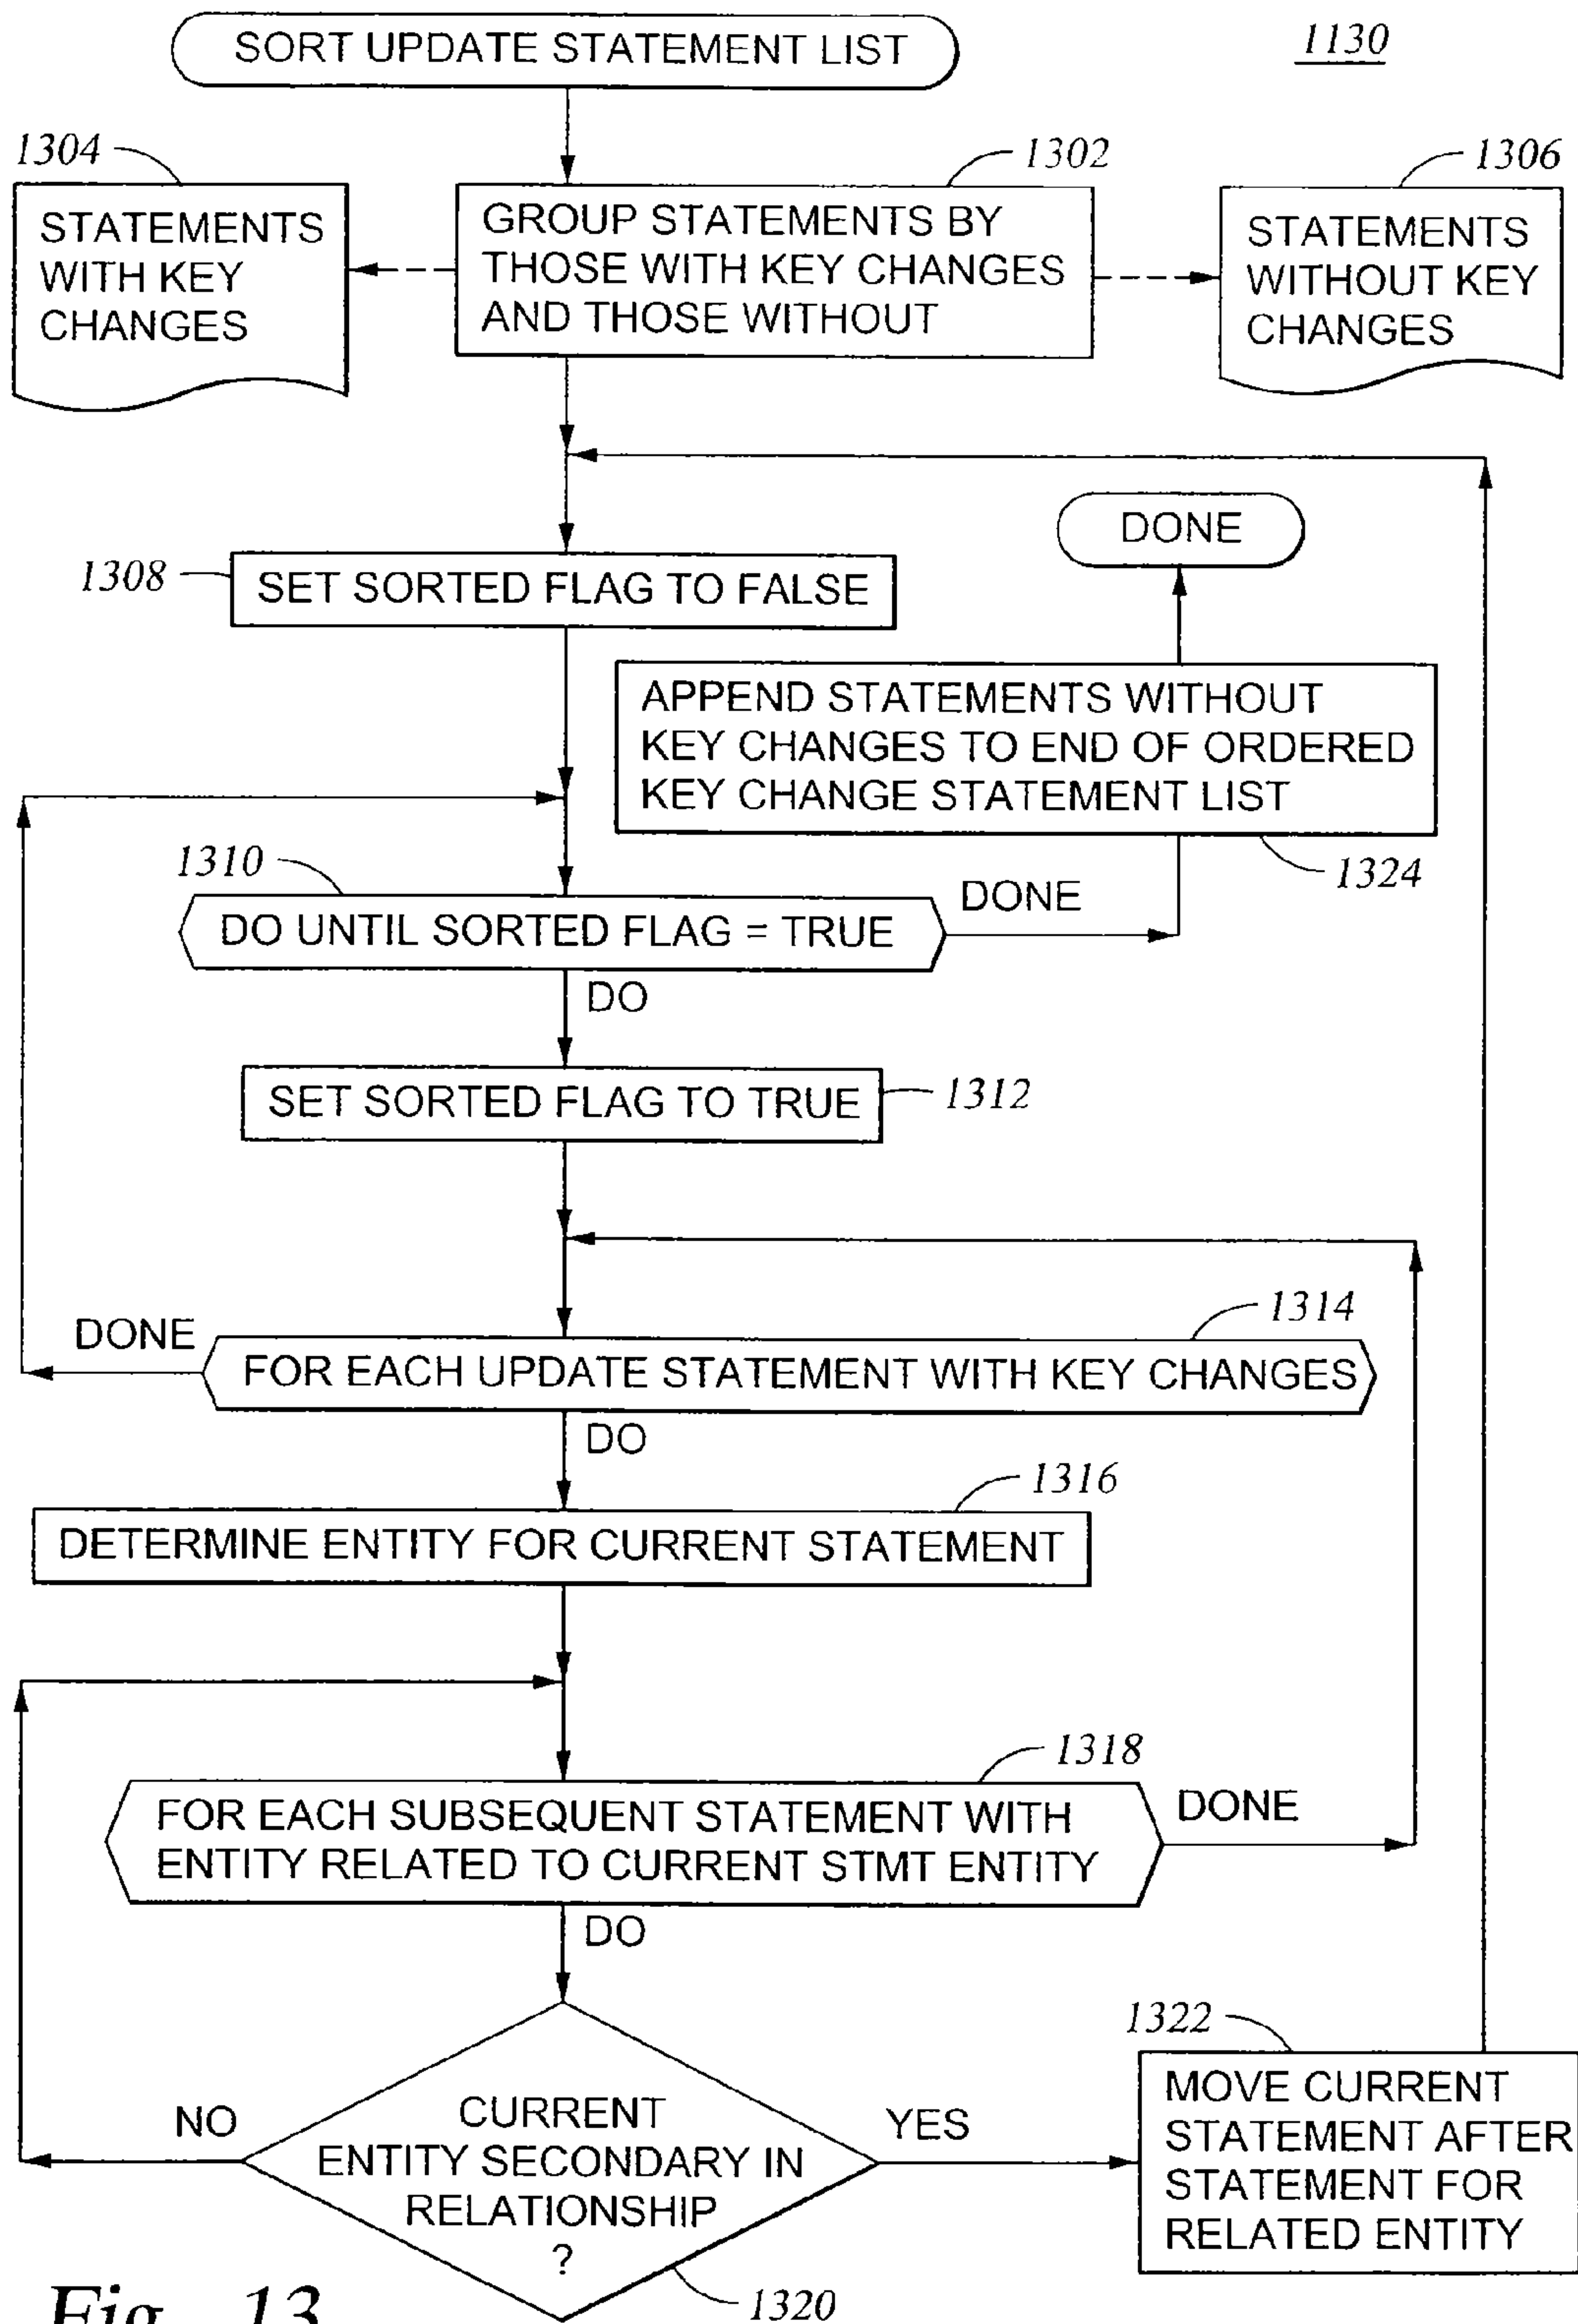 SORT UPDATE STATEMENT LIST
1130
1304
1302
1306
STATEMENTS
WITH KEY
CHANGES
GROUP STATEMENTS BY
THOSE WITH KEY CHANGES
AND THOSE WITHOUT
STATEMENTS
WITHOUT KEY
CHANGES
DONE
1308
SET SORTED FLAG TO FALSE
APPEND STATEMENTS WITHOUT
KEY CHANGES TO END OF ORDERED
KEY CHANGE STATEMENT LIST
1324
1310
DO UNTIL SORTED FLAG = TRUE
DONE
DO
SET SORTED FLAG TO TRUE
1312
1314
DONE
FOR EACH UPDATE STATEMENT WITH KEY CHANGES
DO
1316
DETERMINE ENTITY FOR CURRENT STATEMENT
1318
FOR EACH SUBSEQUENT STATEMENT WITH
ENTITY RELATED TO CURRENT STMT ENTITY
DONE
DO
1322
NO
CURRENT
ENTITY SECONDARY IN
RELATIONSHIP
?
YES
MOVE CURRENT
STATEMENT AFTER
STATEMENT FOR
RELATED ENTITY
1320
Fig. 13